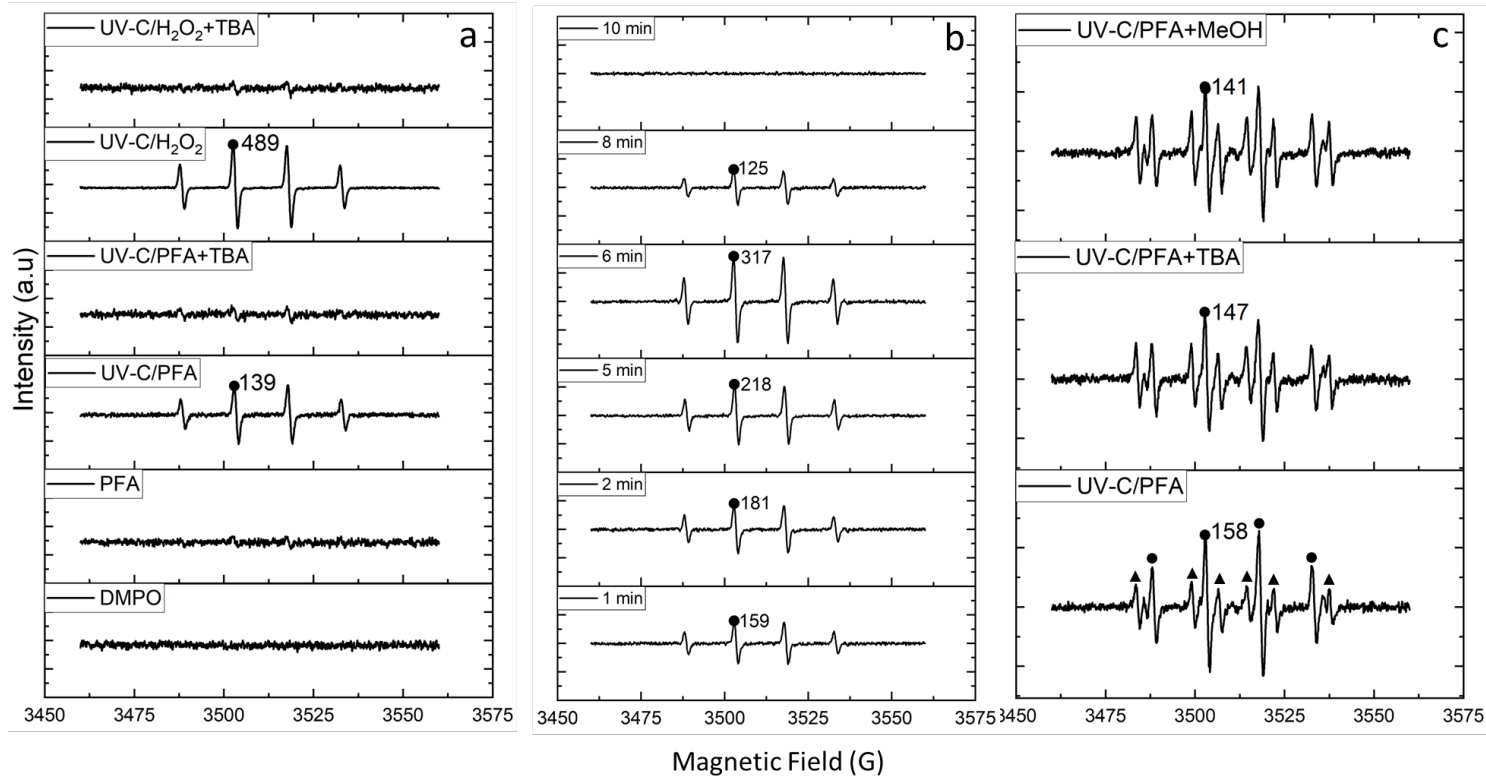 a
UV-C/H₂O₂+TBA
UV-C/H₂O₂
489
UV-C/PFA+TBA
UV-C/PFA
139
PFA
DMPO
3450 3475 3500 3525 3550 3575
b
10 min
8 min
125
6 min
317
5 min
218
2 min
181
1 min
159
3450 3475 3500 3525 3550 3575
c
UV-C/PFA+MeOH
141
UV-C/PFA+TBA
147
UV-C/PFA
158
3450 3475 3500 3525 3550 3575
Intensity (a.u)
Magnetic Field (G)